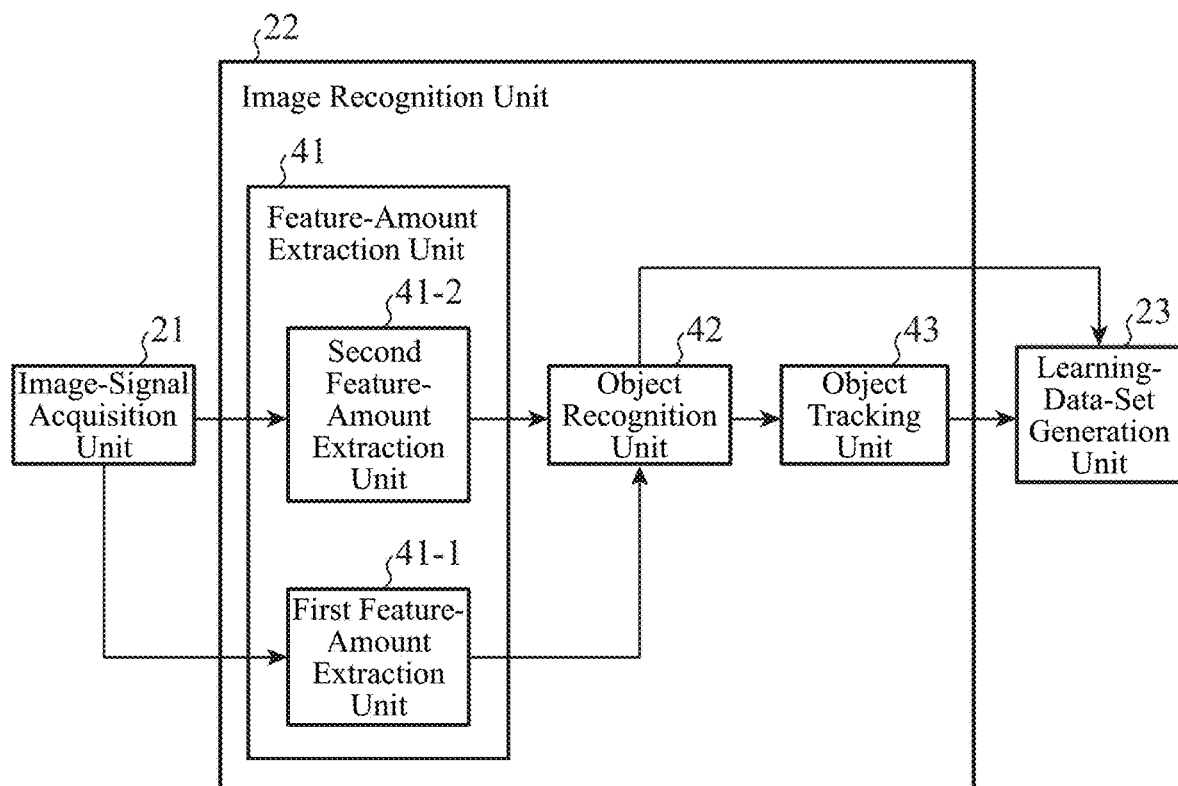 22
Image Recognition Unit
41
Feature-Amount
Extraction Unit
41-2
Second
Feature-
Amount
Extraction
Unit
21
Image-Signal
Acquisition
Unit
42
Object
Recognition
Unit
43
Object
Tracking
Unit
23
Learning-
Data-Set
Generation
Unit
41-1
First Feature-
Amount
Extraction
Unit